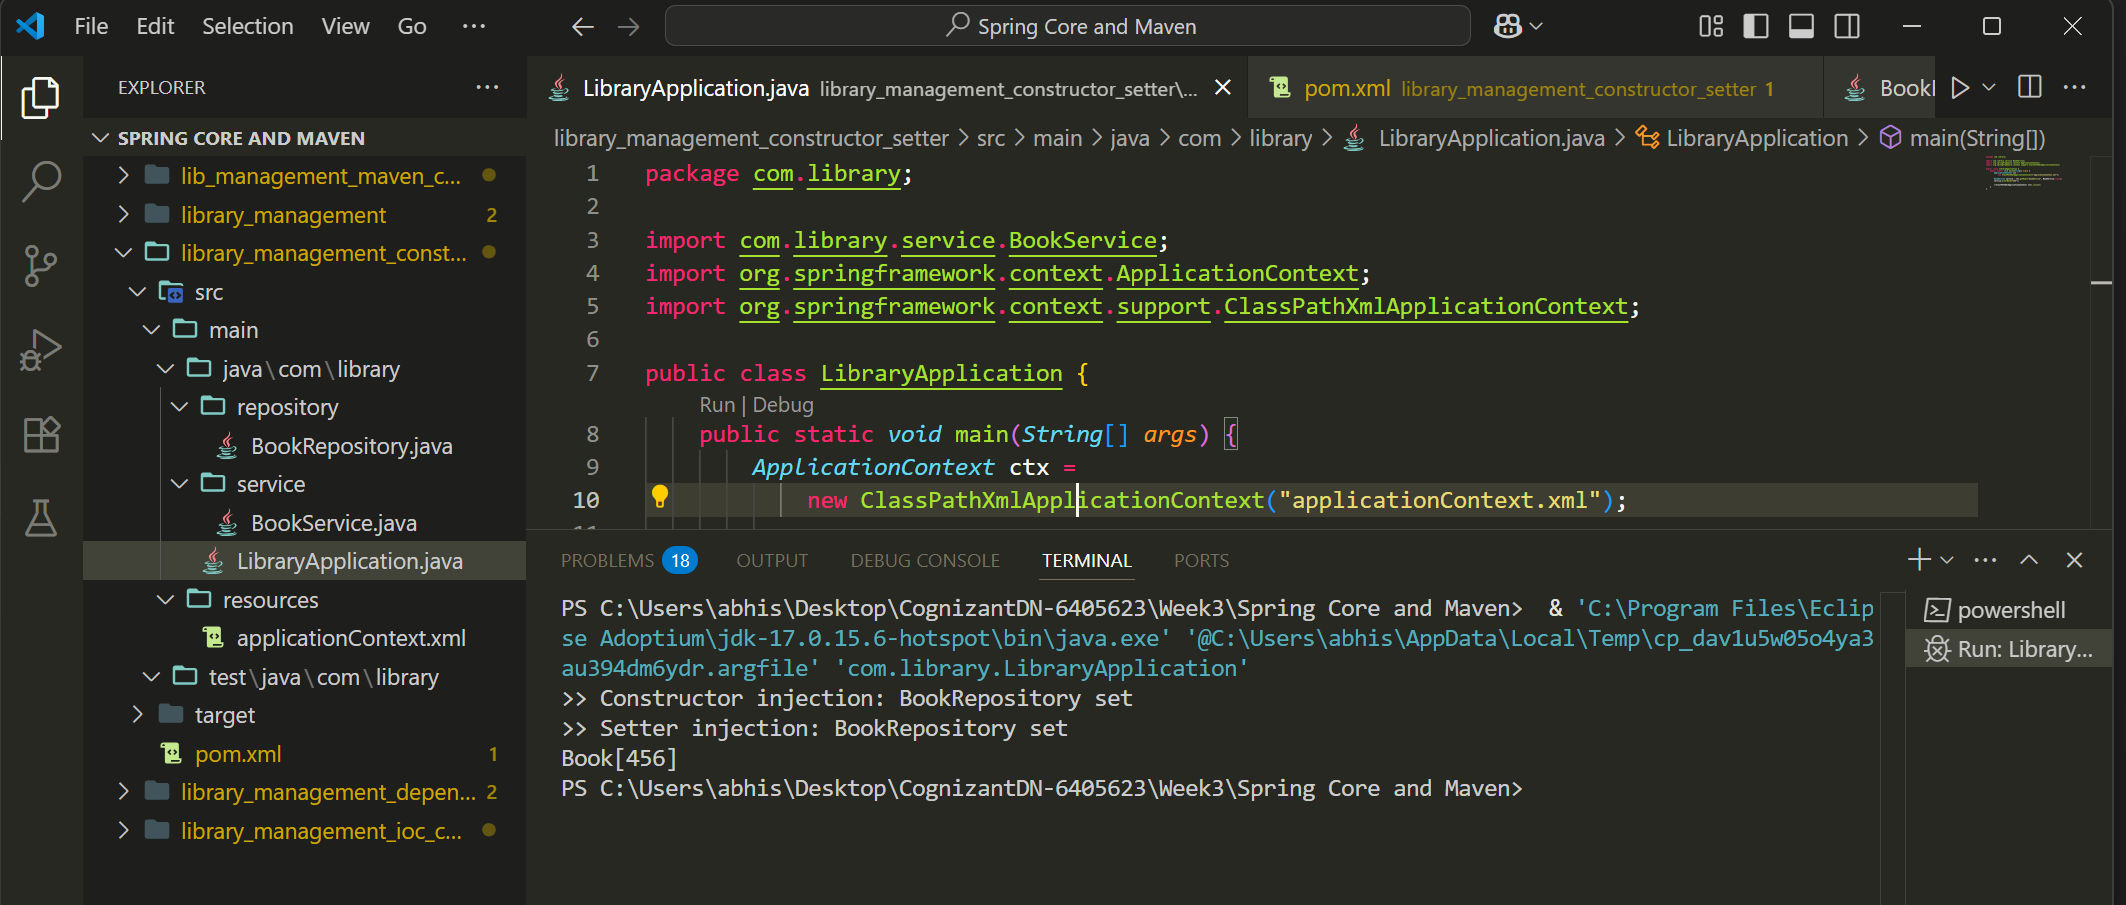 File Edit Selection View Go ···
Spring Core and Maven
EXPLORER
SPRING CORE AND MAVEN
lib_management_maven_c...
library_management 2
library_management_const...
src
main
java\com\library
repository
BookRepository.java
service
BookService.java
LibraryApplication.java
resources
applicationContext.xml
test\java\com\library
target
pom.xml 1
library_management_depen... 2
library_management_ioc_c...
LibraryApplication.java library_management_constructor_setter\...
pom.xml library_management_constructor_setter 1
library_management_constructor_setter > src > main > java > com > library > LibraryApplication.java > LibraryApplication > main(String[])
1 package com.library;
2
3 import com.library.service.BookService;
4 import org.springframework.context.ApplicationContext;
5 import org.springframework.context.support.ClassPathXmlApplicationContext;
6
7 public class LibraryApplication {
Run | Debug
8 public static void main(String[] args) {
9 ApplicationContext ctx =
10 new ClassPathXmlApplicationContext("applicationContext.xml");
PROBLEMS 18 OUTPUT DEBUG CONSOLE TERMINAL PORTS
PS C:\Users\abhis\Desktop\CognizantDN-6405623\Week3\Spring Core and Maven>  & 'C:\Program Files\Eclip
se Adoptium\jdk-17.0.15.6-hotspot\bin\java.exe' '@C:\Users\abhis\AppData\Local\Temp\cp_dav1u5w05o4ya3
au394dm6ydr.argfile' 'com.library.LibraryApplication'
>> Constructor injection: BookRepository set
>> Setter injection: BookRepository set
Book[456]
PS C:\Users\abhis\Desktop\CognizantDN-6405623\Week3\Spring Core and Maven>
powershell
Run: Library...